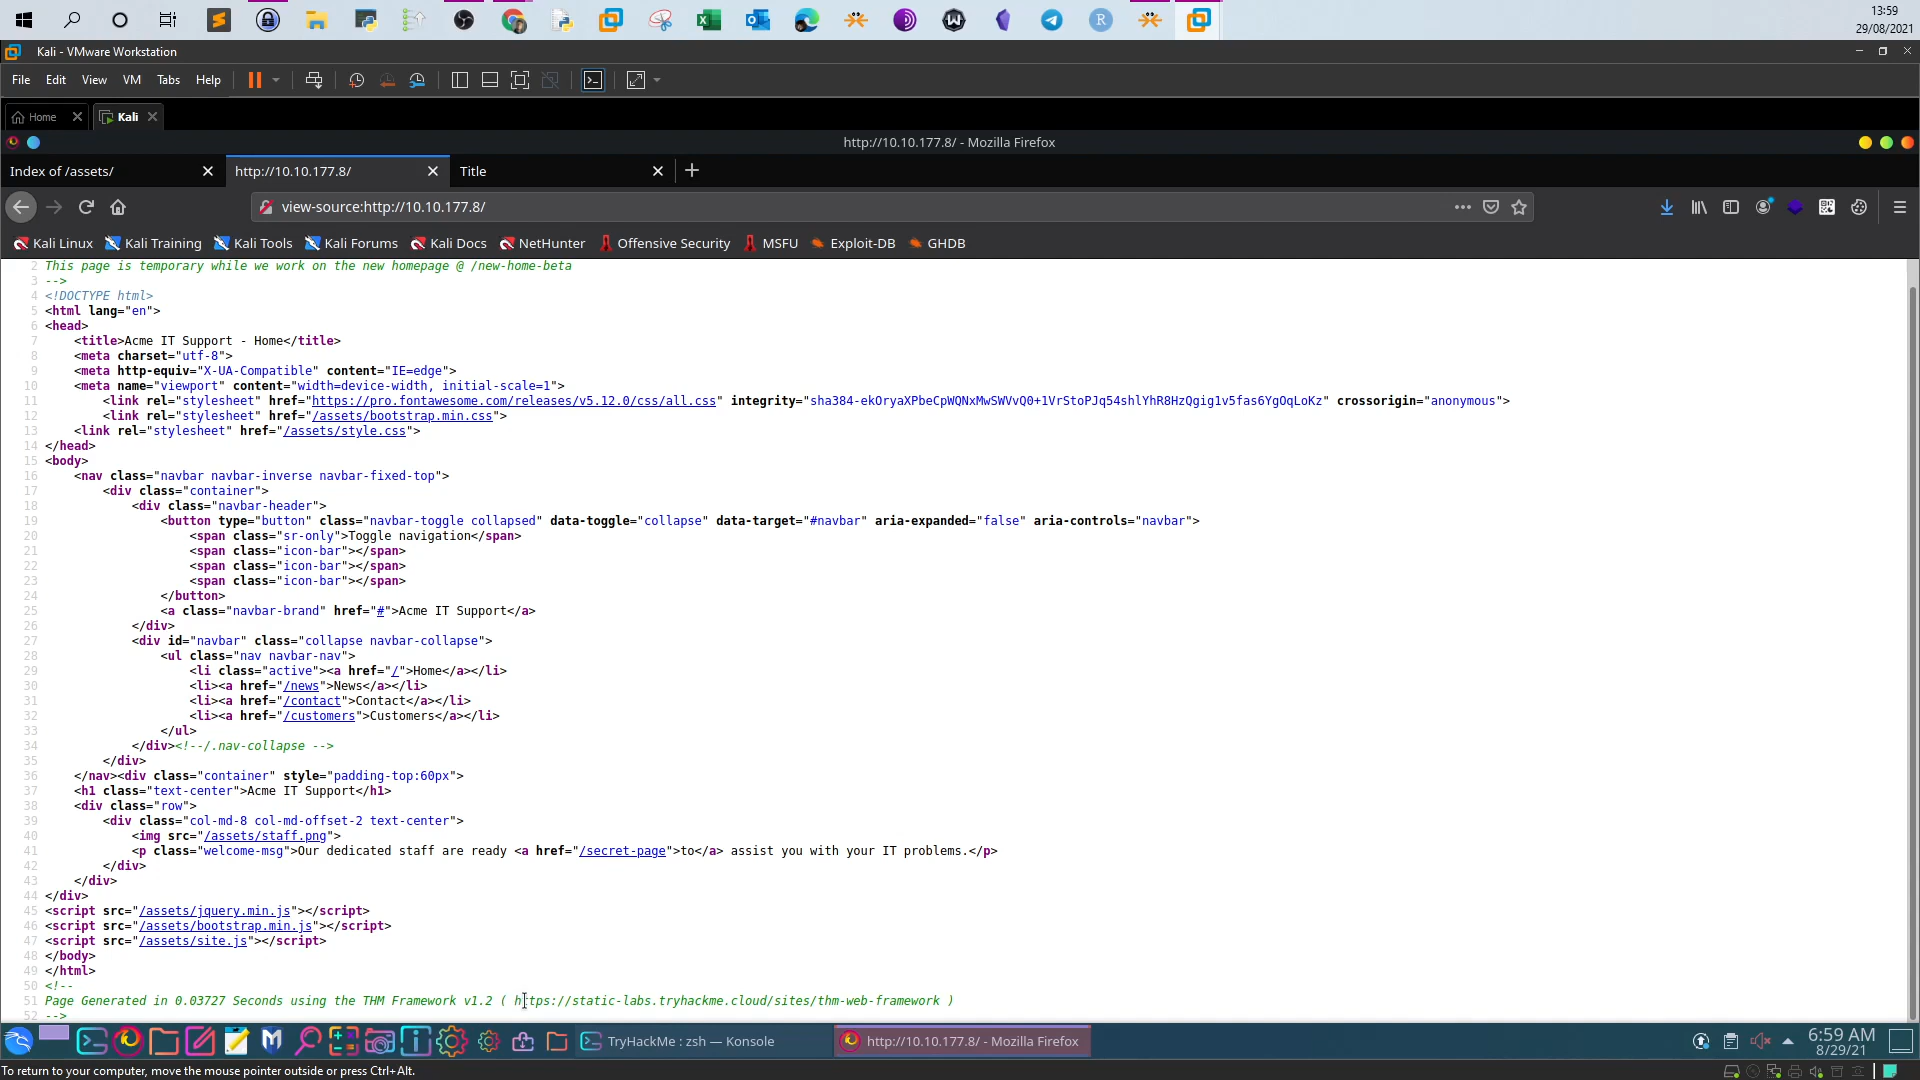 13:59
29/08/2021
Kali - VMware Workstation
File Edit View VM Tabs Help
Home
Kali
http://10.10.177.8/ - Mozilla Firefox
Index of /assets/
http://10.10.177.8/
Title
view-source:http://10.10.177.8/
Kali Linux Kali Training Kali Tools Kali Forums Kali Docs NetHunter Offensive Security MSFU Exploit-DB GHDB
2 This page is temporary while we work on the new homepage @ /new-home-beta
3 -->
4 <!DOCTYPE html>
5 <html lang="en">
6 <head>
7 <title>Acme IT Support - Home</title>
8 <meta charset="utf-8">
9 <meta http-equiv="X-UA-Compatible" content="IE=edge">
10 <meta name="viewport" content="width=device-width, initial-scale=1">
11 <link rel="stylesheet" href="https://pro.fontawesome.com/releases/v5.12.0/css/all.css" integrity="sha384-ekOryaXPbeCpWQNxMwSWVvQ0+1VrStoPJq54shlYhR8HzQgig1v5fas6YgOqLoKz" crossorigin="anonymous">
12 <link rel="stylesheet" href="/assets/bootstrap.min.css">
13 <link rel="stylesheet" href="/assets/style.css">
14 </head>
15 <body>
16 <nav class="navbar navbar-inverse navbar-fixed-top">
17 <div class="container">
18 <div class="navbar-header">
19 <button type="button" class="navbar-toggle collapsed" data-toggle="collapse" data-target="#navbar" aria-expanded="false" aria-controls="navbar">
20 <span class="sr-only">Toggle navigation</span>
21 <span class="icon-bar"></span>
22 <span class="icon-bar"></span>
23 <span class="icon-bar"></span>
24 </button>
25 <a class="navbar-brand" href="#">Acme IT Support</a>
26 </div>
27 <div id="navbar" class="collapse navbar-collapse">
28 <ul class="nav navbar-nav">
29 <li class="active"><a href="/">Home</a></li>
30 <li><a href="/news">News</a></li>
31 <li><a href="/contact">Contact</a></li>
32 <li><a href="/customers">Customers</a></li>
33 </ul>
34 </div><!--/.nav-collapse -->
35 </div>
36 </nav><div class="container" style="padding-top:60px">
37 <h1 class="text-center">Acme IT Support</h1>
38 <div class="row">
39 <div class="col-md-8 col-md-offset-2 text-center">
40 <img src="/assets/staff.png">
41 <p class="welcome-msg">Our dedicated staff are ready <a href="/secret-page">to</a> assist you with your IT problems.</p>
42 </div>
43 </div>
44 </div>
45 <script src="/assets/jquery.min.js"></script>
46 <script src="/assets/bootstrap.min.js"></script>
47 <script src="/assets/site.js"></script>
48 </body>
49 </html>
50 <!--
51 Page Generated in 0.03727 Seconds using the THM Framework v1.2 ( https://static-labs.tryhackme.cloud/sites/thm-web-framework )
52 -->
TryHackMe : zsh — Konsole
http://10.10.177.8/ - Mozilla Firefox
6:59 AM
8/29/21
To return to your computer, move the mouse pointer outside or press Ctrl+Alt.